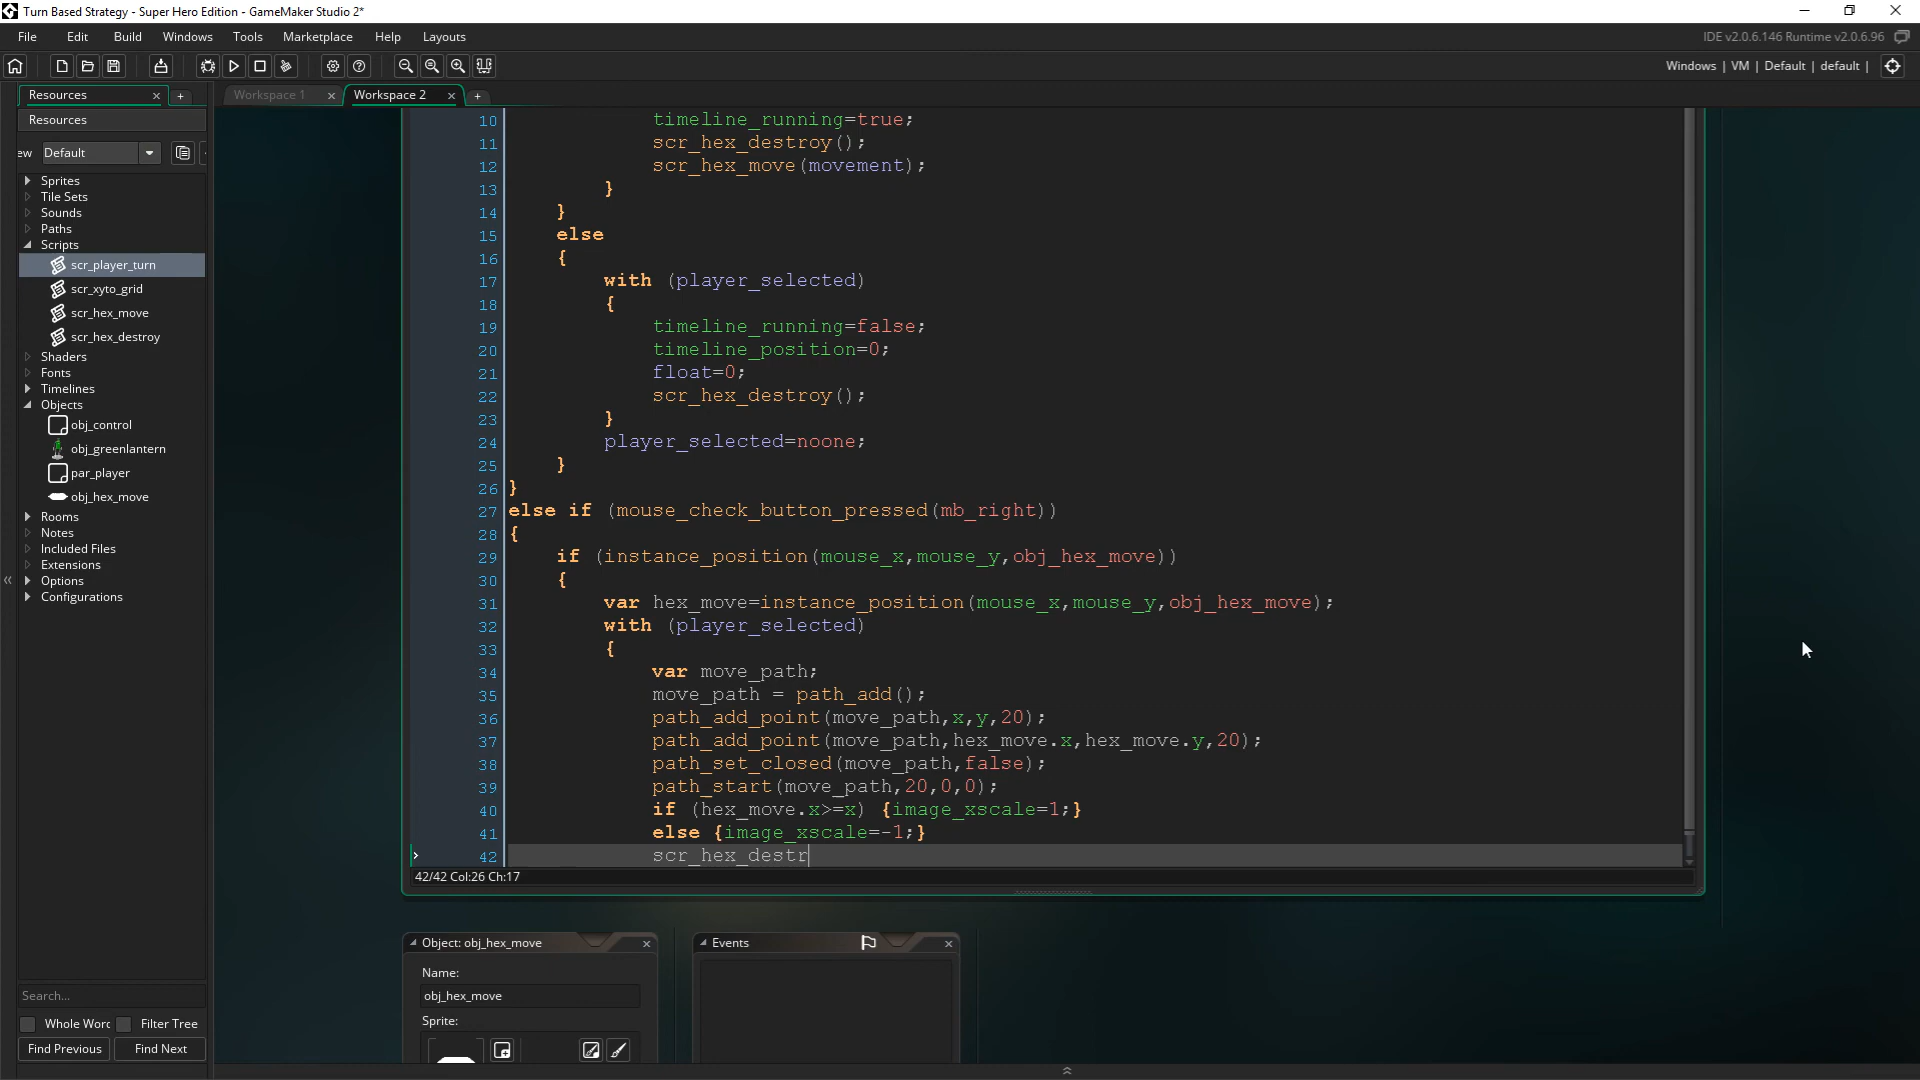 Turn Based Strategy - Super Hero Edition - GameMaker Studio 2*
File Edit Build Windows Tools Marketplace Help Layouts
IDE v2.0.6.146 Runtime v2.0.6.96
Windows | VM | Default | default |
Resources
Workspace 1
Workspace 2
Resources
ew Default
Sprites
Tile Sets
Sounds
Paths
Scripts
scr_player_turn
scr_xyto_grid
scr_hex_move
scr_hex_destroy
Shaders
Fonts
Timelines
Objects
obj_control
obj_greenlantern
par_player
obj_hex_move
Rooms
Notes
Included Files
Extensions
Options
Configurations
Search...
Whole Word Filter Tree
Find Previous Find Next
10 timeline_running=true;
11 scr_hex_destroy();
12 scr_hex_move(movement);
13 }
14 }
15 else
16 {
17 with (player_selected)
18 {
19 timeline_running=false;
20 timeline_position=0;
21 float=0;
22 scr_hex_destroy();
23 }
24 player_selected=noone;
25 }
26 }
27 else if (mouse_check_button_pressed(mb_right))
28 {
29 if (instance_position(mouse_x,mouse_y,obj_hex_move))
30 {
31 var hex_move=instance_position(mouse_x,mouse_y,obj_hex_move);
32 with (player_selected)
33 {
34 var move_path;
35 move_path = path_add();
36 path_add_point(move_path,x,y,20);
37 path_add_point(move_path,hex_move.x,hex_move.y,20);
38 path_set_closed(move_path,false);
39 path_start(move_path,20,0,0);
40 if (hex_move.x>=x) {image_xscale=1;}
41 else {image_xscale=-1;}
42 scr_hex_destr
42/42 Col:26 Ch:17
Object: obj_hex_move
Name:
obj_hex_move
Sprite:
Events